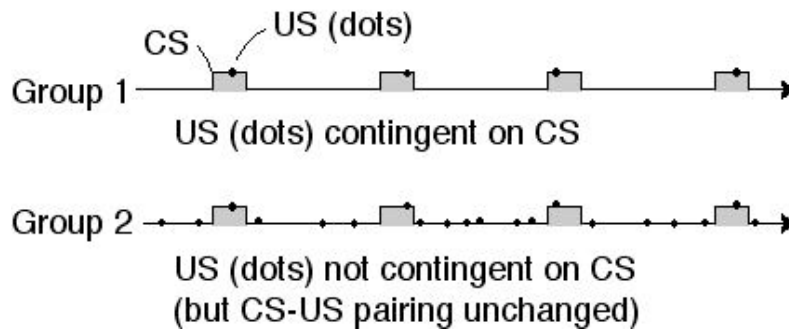 US (dots)
CS
Group 1
US (dots) contingent on CS
Group 2
US (dots) not contingent on CS
(but CS-US pairing unchanged)